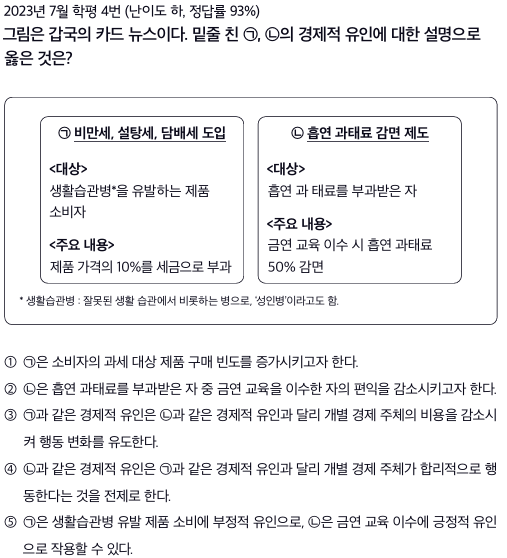 2023년 7월 학평 4번 (난이도 하, 정답률 93%)
그림은 갑국의 카드 뉴스이다. 밑줄 친 ㉠, ㉡의 경제적 유인에 대한 설명으로
옳은 것은?
㉠ 비만세, 설탕세, 담배세 도입
<대상>
생활습관병*을 유발하는 제품
소비자
<주요 내용>
제품 가격의 10%를 세금으로 부과
㉡ 흡연 과태료 감면 제도
<대상>
흡연 과 태료를 부과받은 자
<주요 내용>
금연 교육 이수 시 흡연 과태료
50% 감면
* 생활습관병 : 잘못된 생활 습관에서 비롯하는 병으로, ‘성인병’이라고도 함.
① ㉠은 소비자의 과세 대상 제품 구매 빈도를 증가시키고자 한다.
② ㉡은 흡연 과태료를 부과받은 자 중 금연 교육을 이수한 자의 편익을 감소시키고자 한다.
③ ㉠과 같은 경제적 유인은 ㉡과 같은 경제적 유인과 달리 개별 경제 주체의 비용을 감소시
켜 행동 변화를 유도한다.
④ ㉡과 같은 경제적 유인은 ㉠과 같은 경제적 유인과 달리 개별 경제 주체가 합리적으로 행
동한다는 것을 전제로 한다.
⑤ ㉠은 생활습관병 유발 제품 소비에 부정적 유인으로, ㉡은 금연 교육 이수에 긍정적 유인
으로 작용할 수 있다.